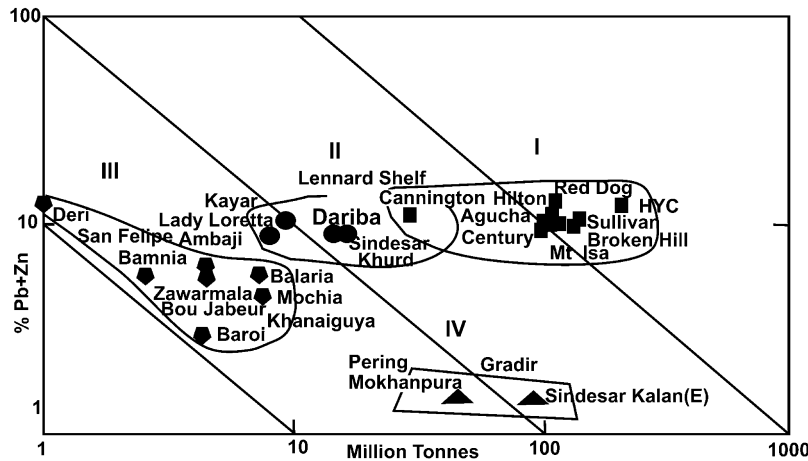 100
I
II
III
Lennard Shelf
Red Dog
Kayar
Cannington Hilton
HYC
Lady Loretta
Dariba
Agucha
Sullivan
10
Deri
San Felipe Ambaji
Sindesar
Century
Broken Hill
Bamnia
Khurd
Mt Isa
Balaria
Zawarmala
Mochia
Bou Jabeur
Khanaiguya
% Pb+Zn
Baroi
IV
Pering
Gradir
Mokhanpura
Sindesar Kalan(E)
1
1
10
Million Tonnes
100
1000